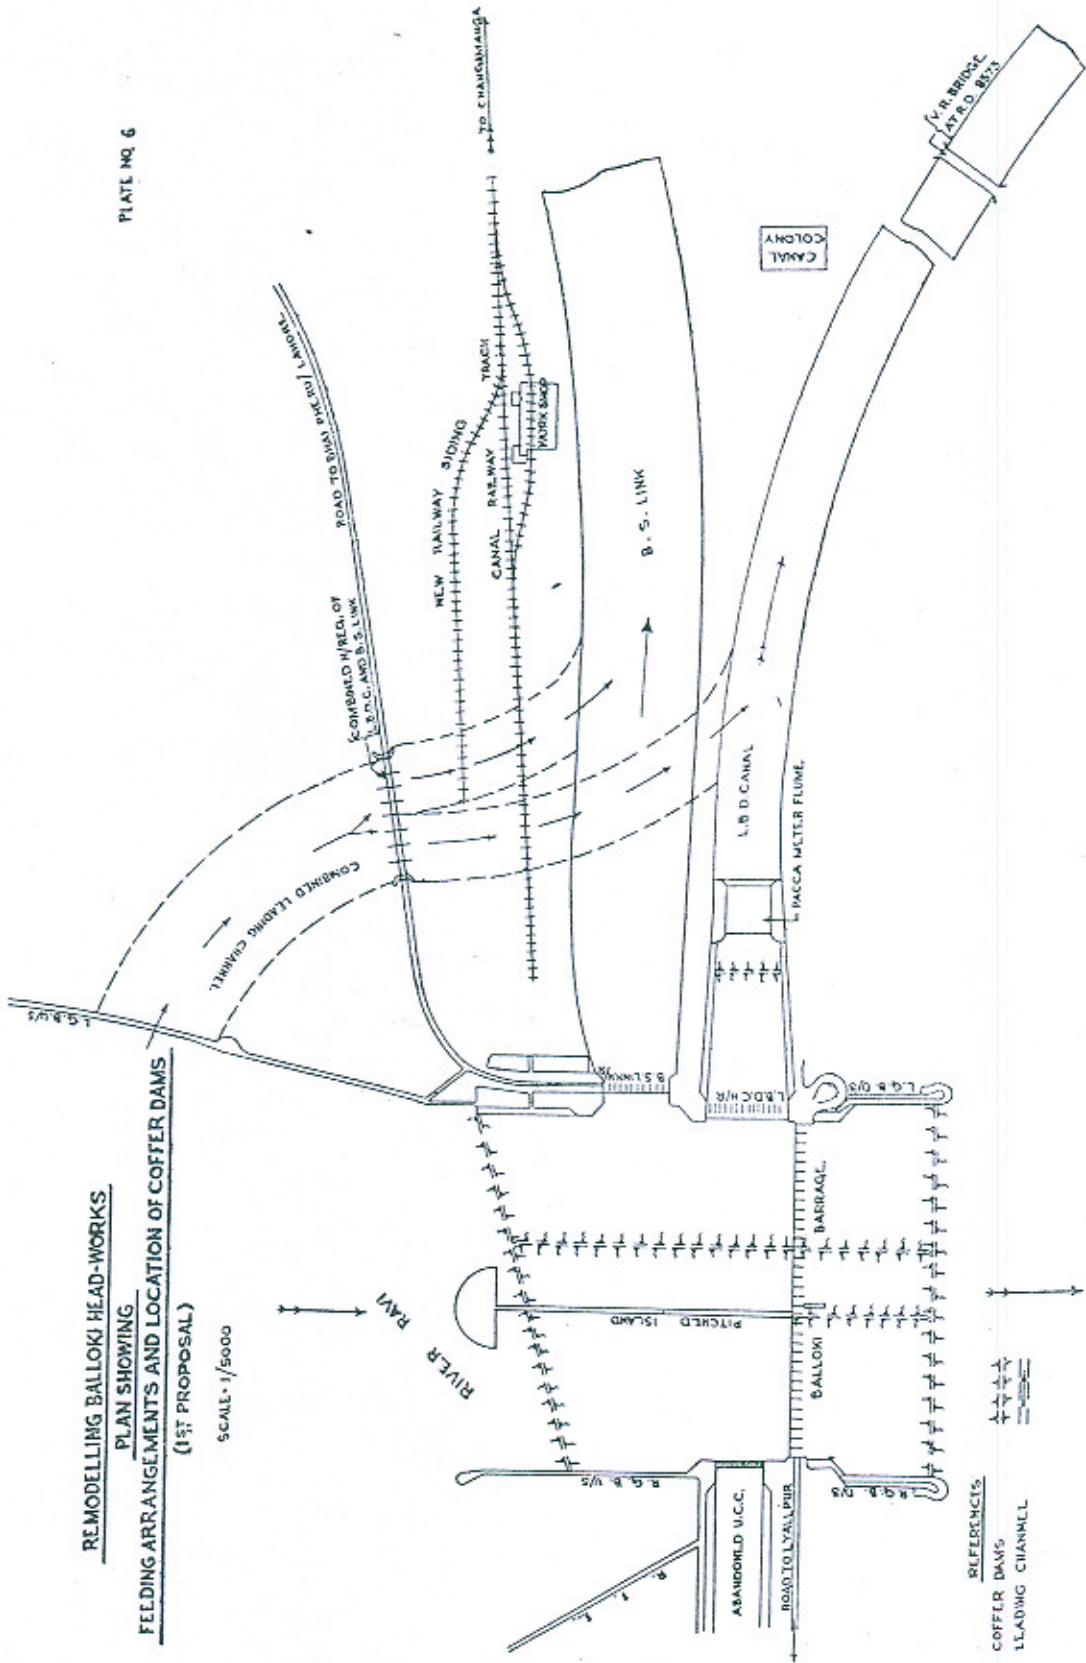 REMODELLING BALLOKI HEAD-WORKS
PLAN SHOWING
FEEDING ARRANGEMENTS AND LOCATION OF COFFER DAMS
(1ST PROPOSAL)
SCALE = 1/5000
PLATE NO. 6
TO CHANGAMANGA
ROAD TO BHAI PHERU/LAHORE
COMBINED H/REG. OF
L.B.D.C. AND B.S. LINK
NEW RAILWAY SIDING
CANAL RAILWAY TRACK
WORK SHOP
V.R. BRIDGE
AT R.D. 8573
CANAL
COLONY
B. S. LINK
COMBINED LEADING CHANNEL
L.G.B. U/S
L.B.D CANAL
PACCA METER FLUME.
B.S. LINK
L.B.D.C H/R
L.G.B. D/S
RIVER RAVI
PITCHED ISLAND
BALLOKI BARRAGE.
R.G.B. U/S
R.G.B. D/S
ABANDONED U.C.C.
ROAD TO LYALLPUR
REFERENCES
COFFER DAMS
LEADING CHANNEL